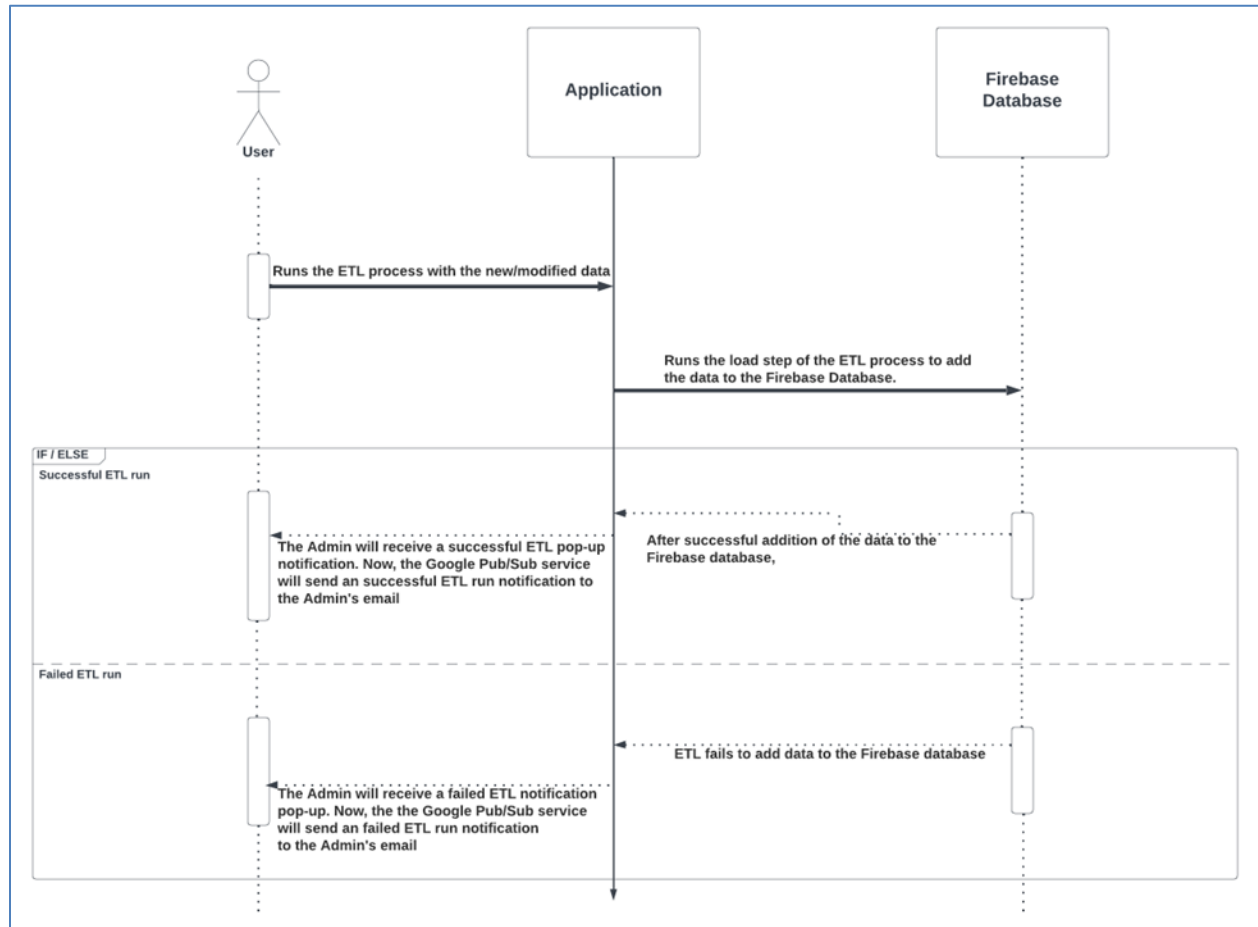 Application
Firebase
Database
User
Runs the ETL process with the new/modified data
Runs the load step of the ETL process to add
the data to the Firebase Database.
IF / ELSE
Successful ETL run
After successful addition of the data to the
Firebase database,
The Admin will receive a successful ETL pop-up
notification. Now, the Google Pub/Sub service
will send an successful ETL run notification to
the Admin's email
Failed ETL run
ETL fails to add data to the Firebase database
The Admin will receive a failed ETL notification
pop-up. Now, the the Google Pub/Sub service
will send an failed ETL run notification
to the Admin's email